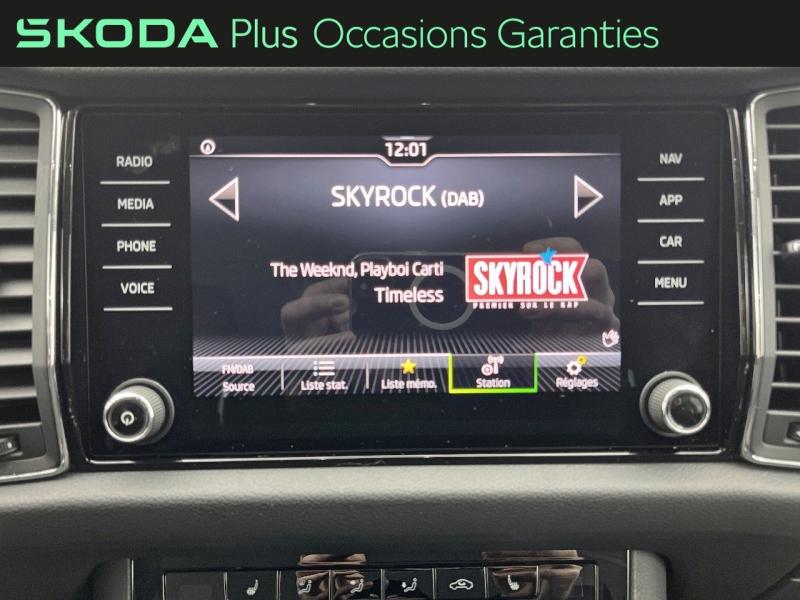 ŠKODA Plus Occasions Garanties
RADIO
MEDIA
PHONE
VOICE
12:01
SKYROCK (DAB)
The Weeknd, Playboi Carti
Timeless
SKYROCK
PREMIER SUR LE RAP
FM/DAB
Source
Liste stat.
Liste mémo.
Station
Réglages
NAV
APP
CAR
MENU